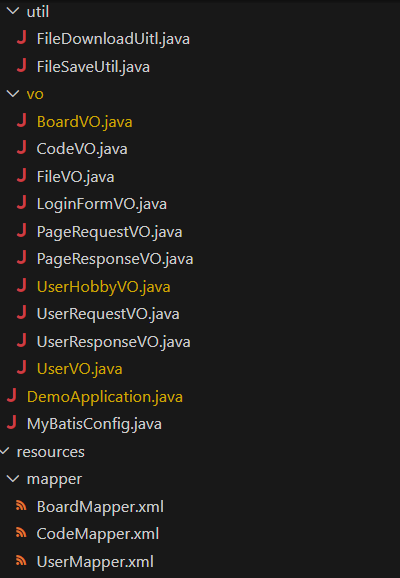 util
FileDownloadUitl.java
FileSaveUtil.java
vo
BoardVO.java
CodeVO.java
FileVO.java
LoginFormVO.java
PageRequestVO.java
PageResponseVO.java
UserHobbyVO.java
UserRequestVO.java
UserResponseVO.java
UserVO.java
DemoApplication.java
MyBatisConfig.java
resources
mapper
BoardMapper.xml
CodeMapper.xml
UserMapper.xml